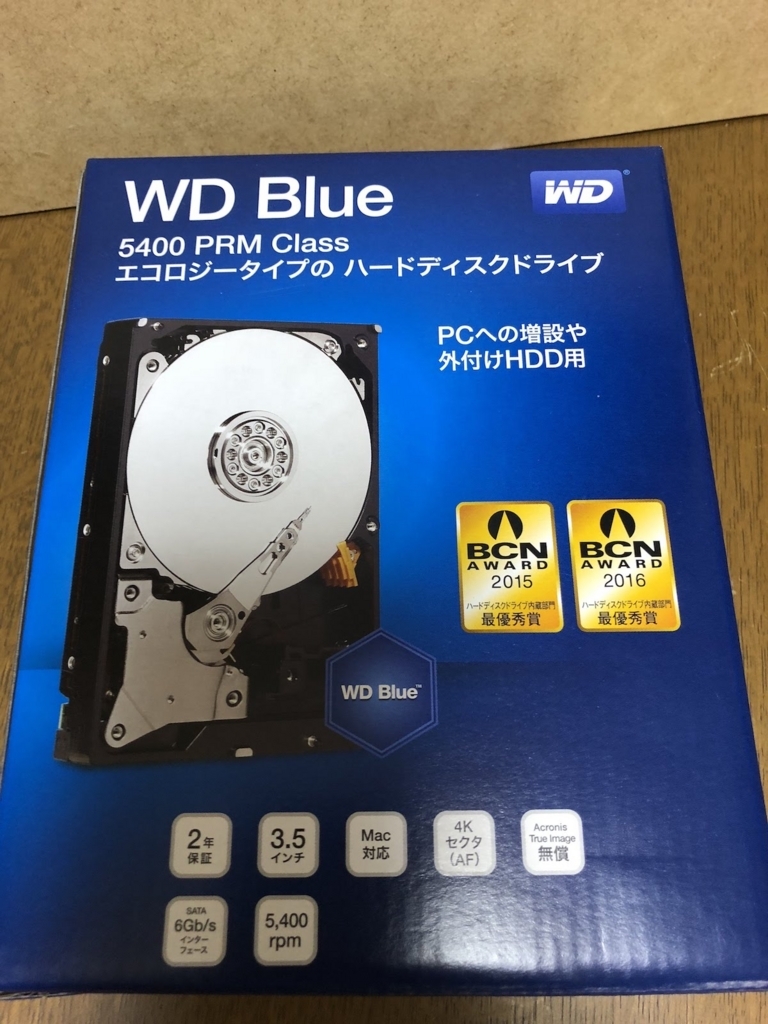 WD Blue
WD®
5400 PRM Class
エコロジータイプの ハードディスクドライブ
PCへの増設や
外付けHDD用
BCN
AWARD
2015
ハードディスクドライブ内蔵部門
最優秀賞
BCN
AWARD
2016
ハードディスクドライブ内蔵部門
最優秀賞
WD Blue™
2年
保証
3.5
インチ
Mac
対応
4K
セクタ
(AF)
Acronis
True Image
無償
SATA
6Gb/s
インター
フェース
5,400
rpm